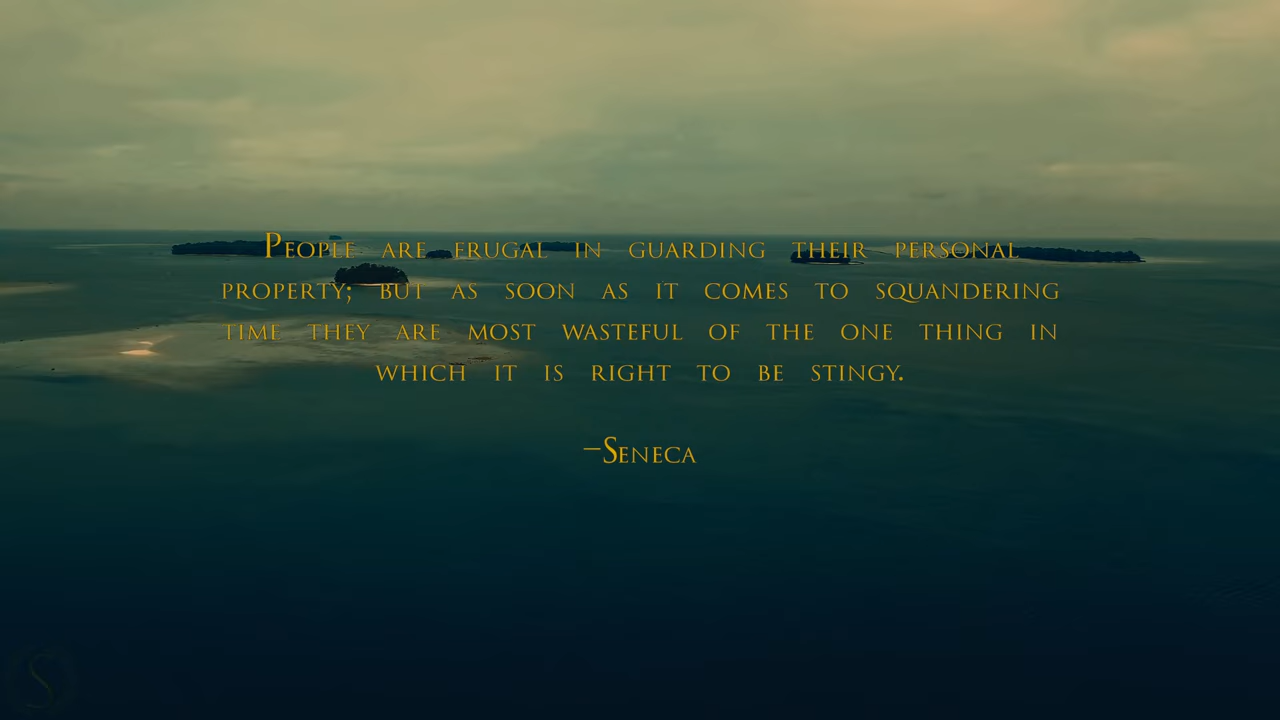 People are frugal in guarding their personal
property; but as soon as it comes to squandering
time they are most wasteful of the one thing in
which it is right to be stingy.
—Seneca
S